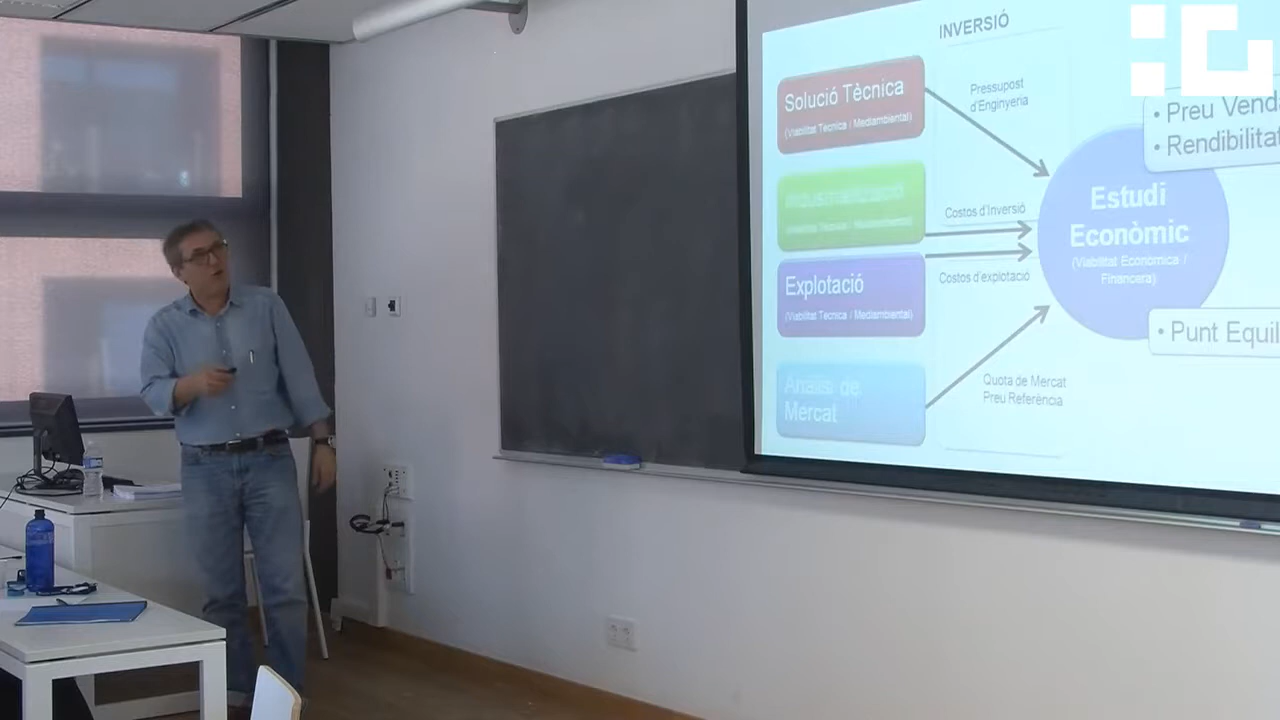 INVERSIÓ
Solució Tècnica
(Viabilitat Tècnica / Mediambiental)
Pressupost
d'Enginyeria
• Preu Venda
• Rendibilitat
Costos d'Inversió
Estudi
Econòmic
(Viabilitat Econòmica /
Financera)
Explotació
(Viabilitat Tècnica / Mediambiental)
Costos d'explotació
• Punt Equil
Anàlisi de
Mercat
Quota de Mercat
Preu Referència